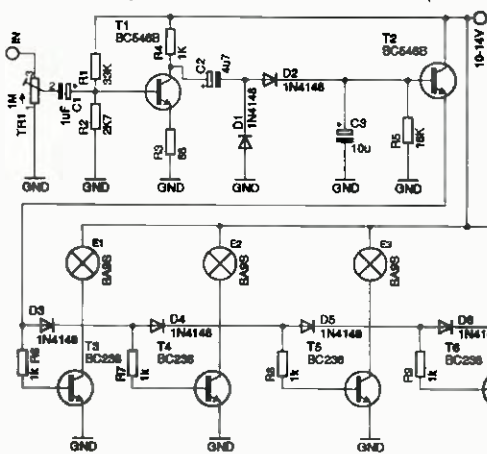 IN
1M
TR1
2
1uF
C1
R1
33K
R2
2K7
T1
BC546B
R4
1K
R3
C2
4u7
D1
1N4148
D2
1N4148
C3
10u
R5
T2
BC546B
10-14V
GND
GND
GND
GND
GND
GND
E1
BA9S
E2
BA9S
E3
BA9S
D3
1N4148
D4
1N4148
D5
1N4148
D6
1N4148
R6
1k
T3
BC238
R7
1k
T4
BC238
R8
1k
T5
BC238
R9
1k
T6
BC238
GND
GND
GND